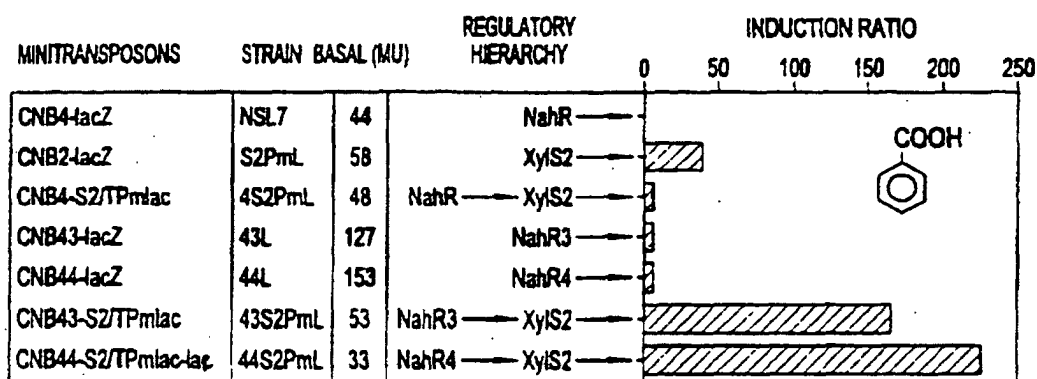 MINITRANSPOSONS STRAIN BASAL (MU) REGULATORY HIERARCHY INDUCTION RATIO
0 50 100 150 200 250
CNB4-lacZ NSL7 44 NahR
CNB2-lacZ S2PmL 58 XylS2
CNB4-S2/TPmlac 4S2PmL 48 NahR XylS2
CNB43-lacZ 43L 127 NahR3
CNB44-lacZ 44L 153 NahR4
CNB43-S2/TPmlac 43S2PmL 53 NahR3 XylS2
CNB44-S2/TPmlac-lac 44S2PmL 33 NahR4 XylS2
COOH